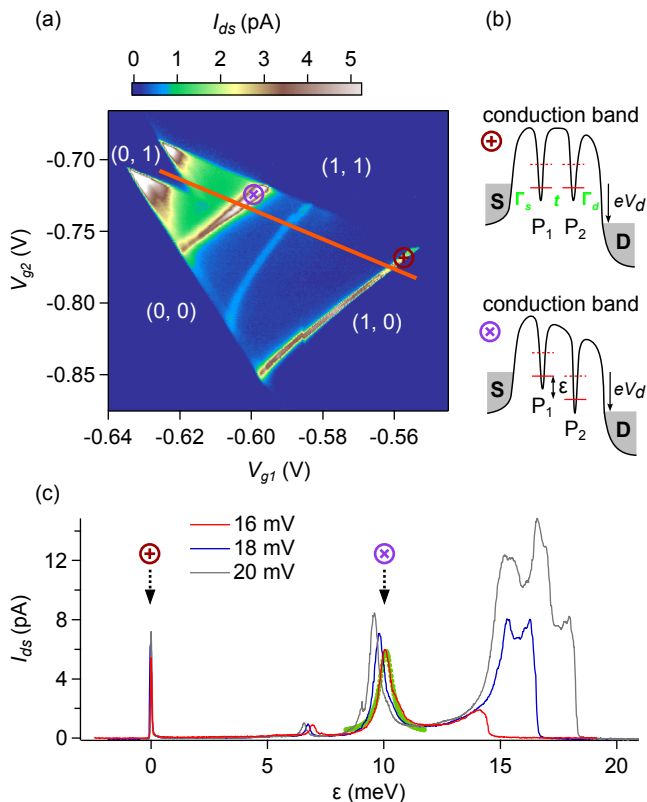 (a)
I_ds (pA)
0 1 2 3 4 5
(0, 1)
(1, 1)
(0, 0)
(1, 0)
-0.70
-0.75
-0.80
-0.85
V_g2 (V)
-0.64 -0.62 -0.60 -0.58 -0.56
V_g1 (V)
(b)
conduction band
S Γ_s t Γ_d eV_d
P_1 P_2 D
conduction band
S ε eV_d
P_1 P_2 D
(c)
16 mV
18 mV
20 mV
12
8
4
0
I_ds (pA)
0 5 10 15 20
ε (meV)